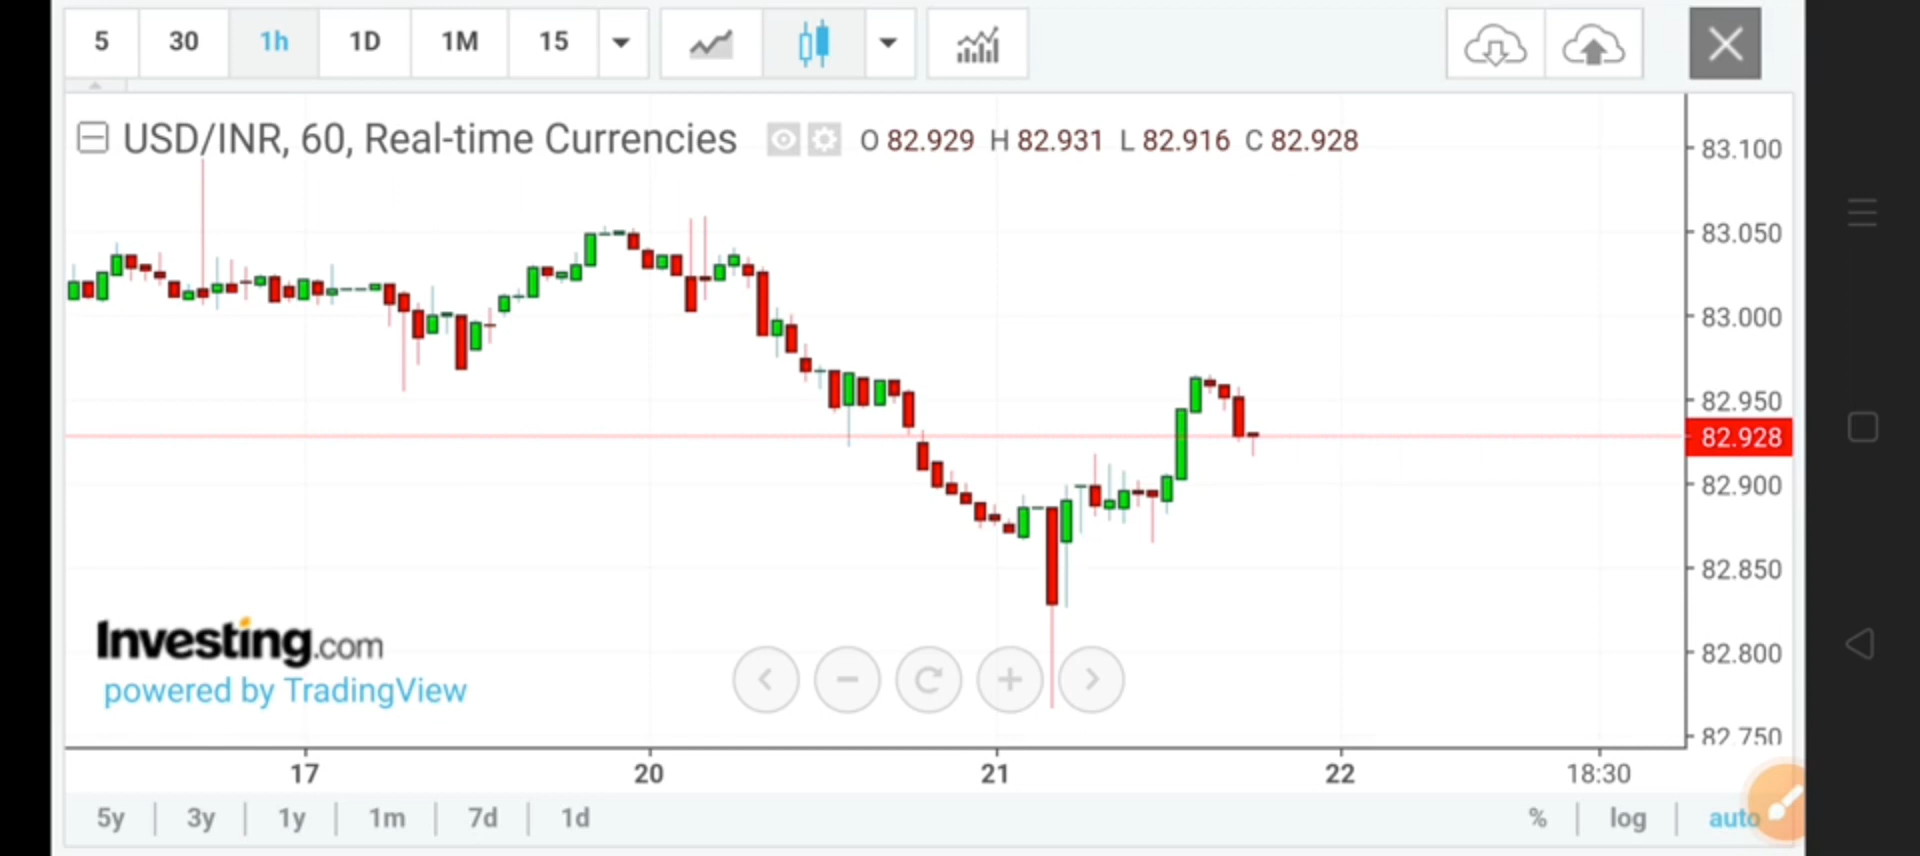 5 30 1h 1D 1M 15
USD/INR, 60, Real-time Currencies O 82.929 H 82.931 L 82.916 C 82.928
83.100
83.050
83.000
82.950
82.928
82.900
82.850
82.800
82.750
Investing.com
powered by TradingView
17 20 21 22 18:30
5y 3y 1y 1m 7d 1d % log auto